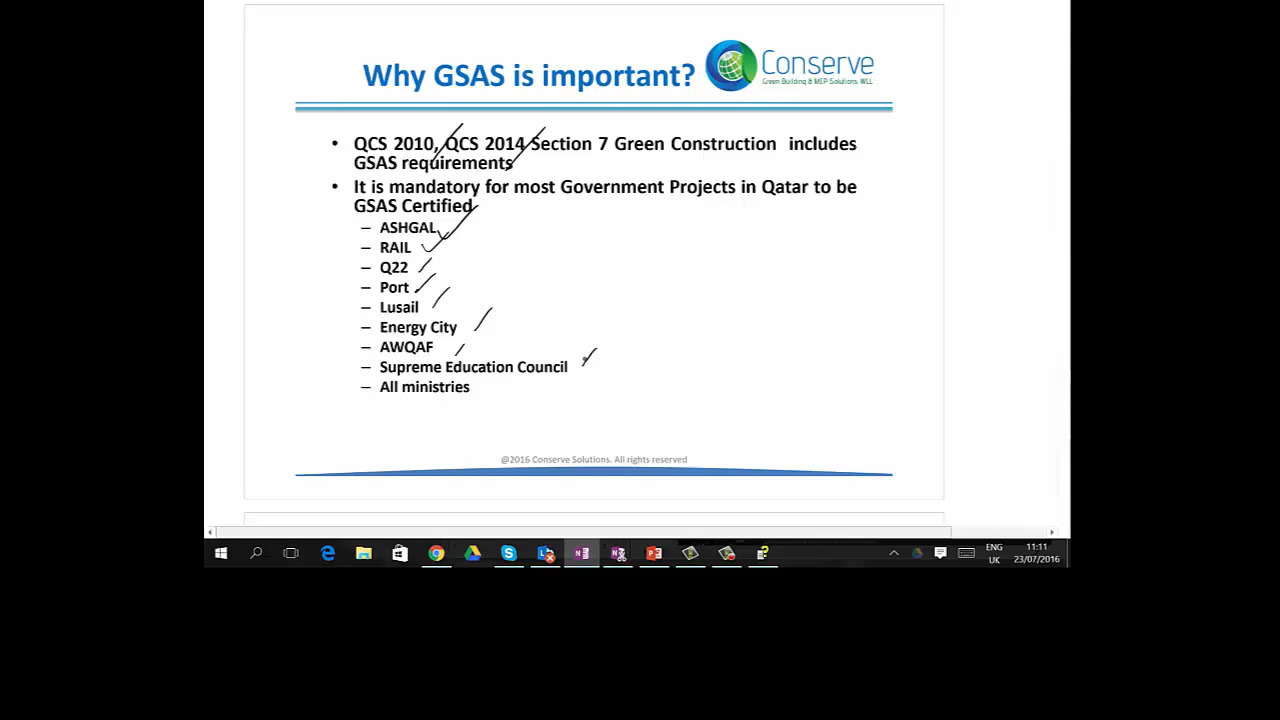 Why GSAS is important?
Conserve
Green Building & MEP Solutions WLL
• QCS 2010, QCS 2014 Section 7 Green Construction includes
GSAS requirements
• It is mandatory for most Government Projects in Qatar to be
GSAS Certified
– ASHGAL
– RAIL
– Q22
– Port
– Lusail
– Energy City
– AWQAF
– Supreme Education Council
– All ministries
@2016 Conserve Solutions. All rights reserved
ENG
UK
11:11
23/07/2016